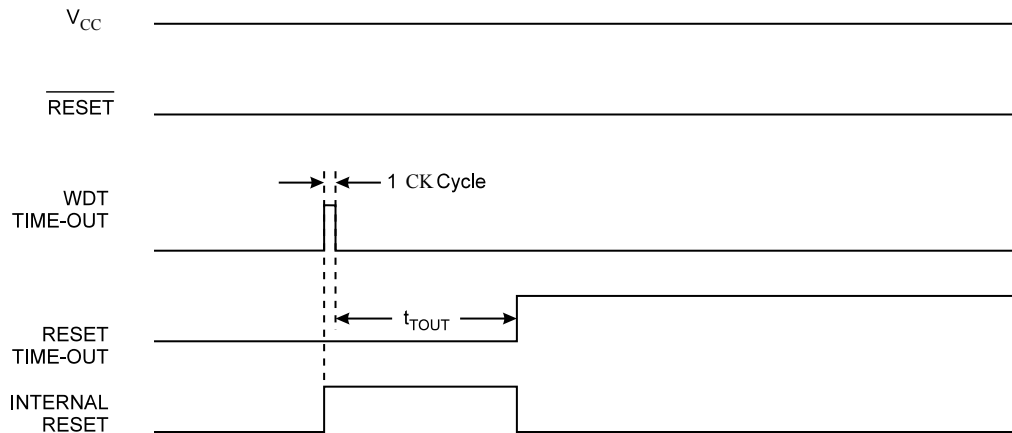 VCC
RESET
1 CK Cycle
WDT
TIME-OUT
tTOUT
RESET
TIME-OUT
INTERNAL
RESET